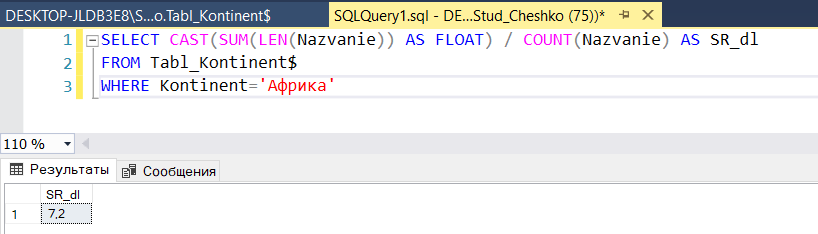 DESKTOP-JLDB3E8\S...o.Tabl_Kontinent$ SQLQuery1.sql - DE...Stud_Cheshko (75))*
1 SELECT CAST(SUM(LEN(Nazvanie)) AS FLOAT) / COUNT(Nazvanie) AS SR_dl
2 FROM Tabl_Kontinent$
3 WHERE Kontinent='Африка'
110 %
Результаты Сообщения
SR_dl
1 7,2